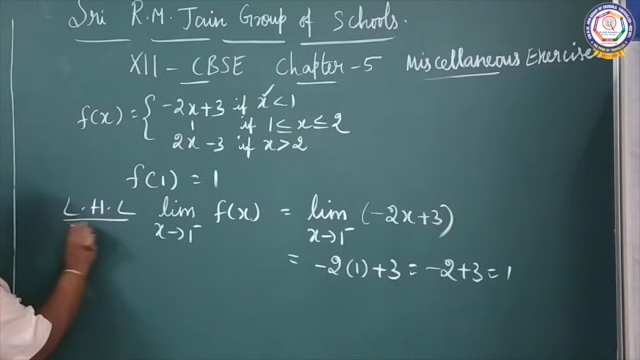 Sri R.M. Jain Group of Schools.
XII - CBSE Chapter-5 Miscellaneous Exercise
f(x) = { -2x+3 if x<1
1 if 1≤x≤2
2x-3 if x>2
f(1) = 1
L.H.L lim x→1⁻ f(x) = lim x→1⁻ (-2x+3)
= -2(1)+3 = -2+3 = 1